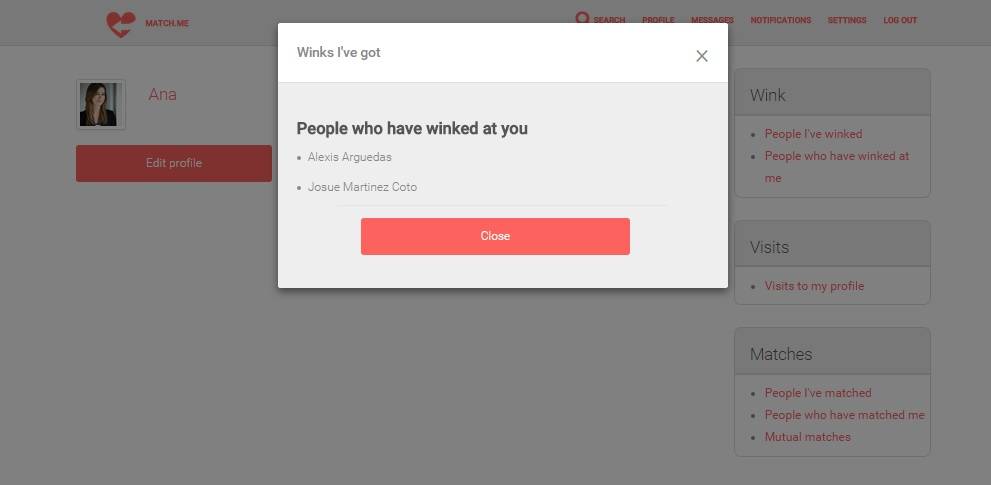 MATCH.ME
SEARCH PROFILE MESSAGES NOTIFICATIONS SETTINGS LOG OUT
Ana
Edit profile
Winks I've got
People who have winked at you
Alexis Arguedas
Josue Martinez Coto
Close
Wink
People I've winked
People who have winked at
me
Visits
Visits to my profile
Matches
People I've matched
People who have matched me
Mutual matches